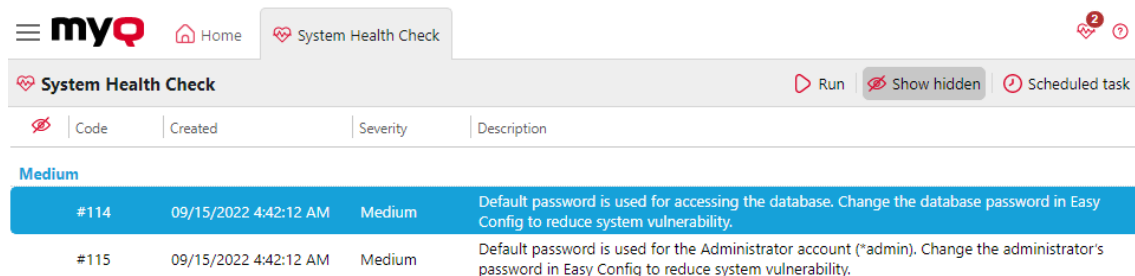 myQ Home System Health Check 2
System Health Check Run Show hidden Scheduled task
Code Created Severity Description
Medium
#114 09/15/2022 4:42:12 AM Medium Default password is used for accessing the database. Change the database password in Easy
Config to reduce system vulnerability.
#115 09/15/2022 4:42:12 AM Medium Default password is used for the Administrator account (*admin). Change the administrator's
password in Easy Config to reduce system vulnerability.